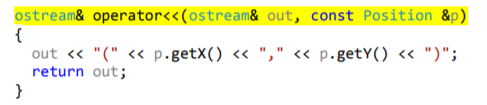 ostream& operator<<(ostream& out, const Position &p)
{
  out << "(" << p.getX() << "," << p.getY() << ")";
  return out;
}